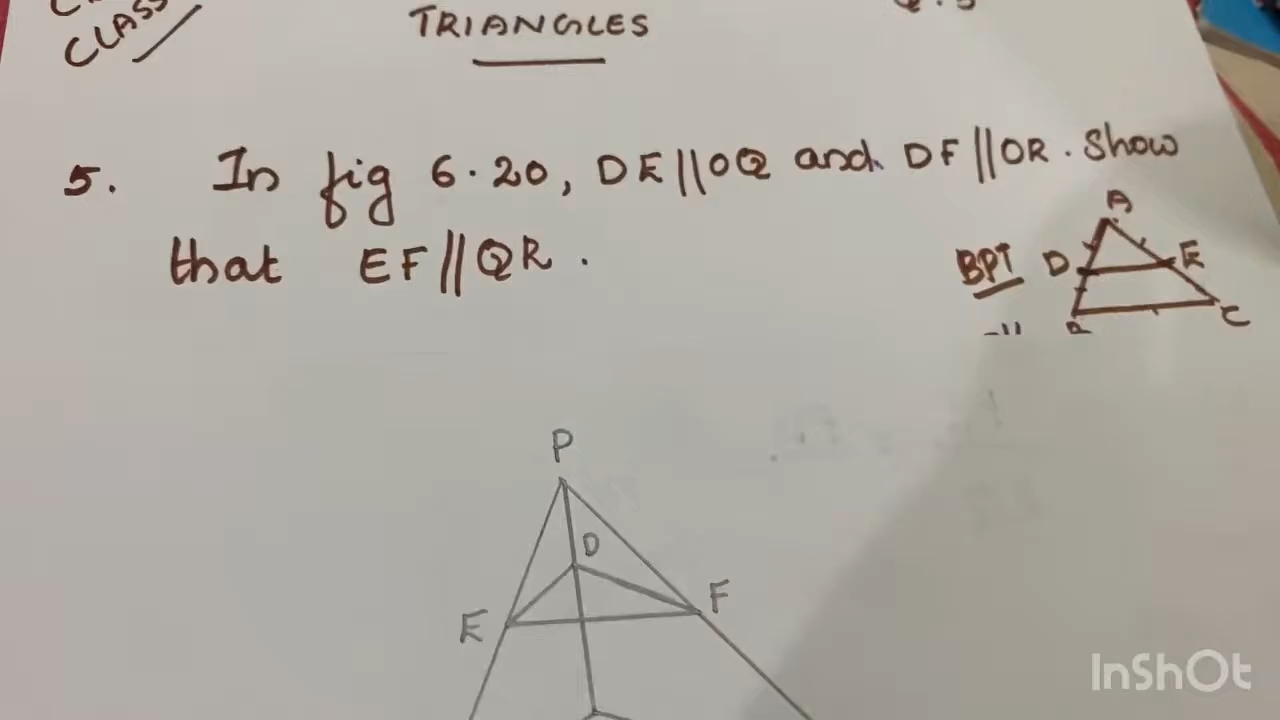 CLASS
TRIANGLES
5. In fig 6.20, DE||OQ and DF||OR. Show
that EF||QR.
BPT
A
D
E
C
P
D
E
F
InShOt